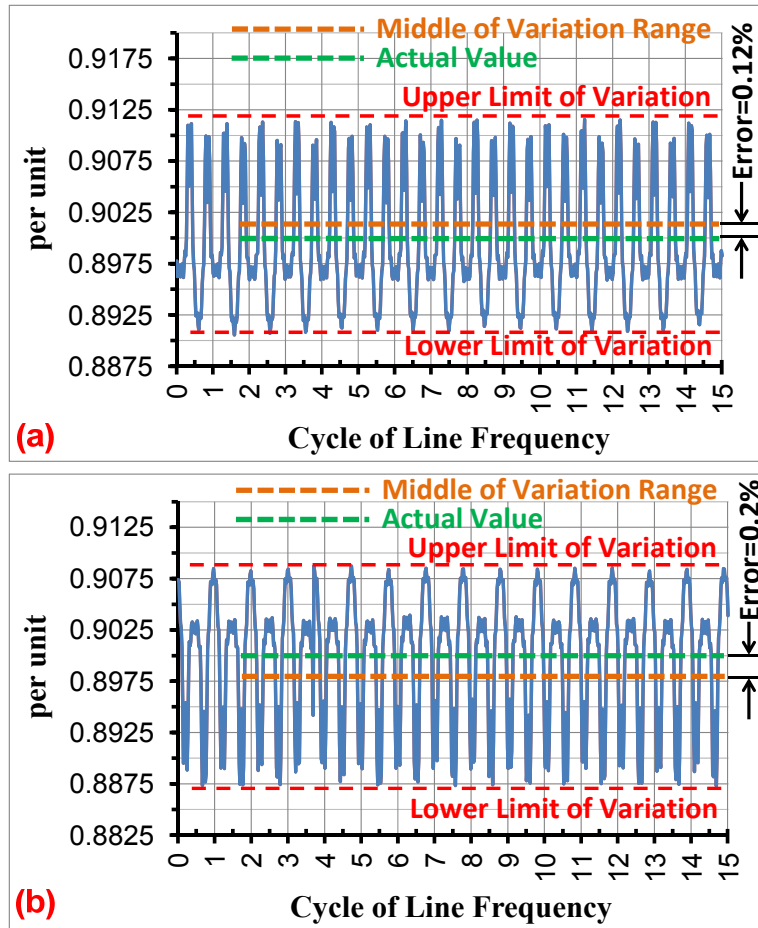 Middle of Variation Range
Actual Value
Upper Limit of Variation
Error=0.12%
0.9175
0.9125
0.9075
0.9025
0.8975
0.8925
0.8875
per unit
Lower Limit of Variation
0 1 2 3 4 5 6 7 8 9 10 11 12 13 14 15
(a)
Cycle of Line Frequency
Middle of Variation Range
Actual Value
Upper Limit of Variation
Error=0.2%
0.9125
0.9075
0.9025
0.8975
0.8925
0.8875
0.8825
per unit
Lower Limit of Variation
0 1 2 3 4 5 6 7 8 9 10 11 12 13 14 15
(b)
Cycle of Line Frequency